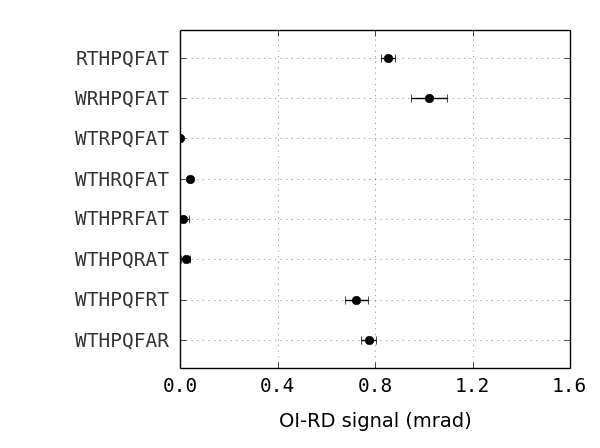 RTHPQFAT
WRHPQFAT
WTRPQFAT
WTHRQFAT
WTHPRFAT
WTHPQRAT
WTHPQFRT
WTHPQFAR
0.0 0.4 0.8 1.2 1.6
OI-RD signal (mrad)